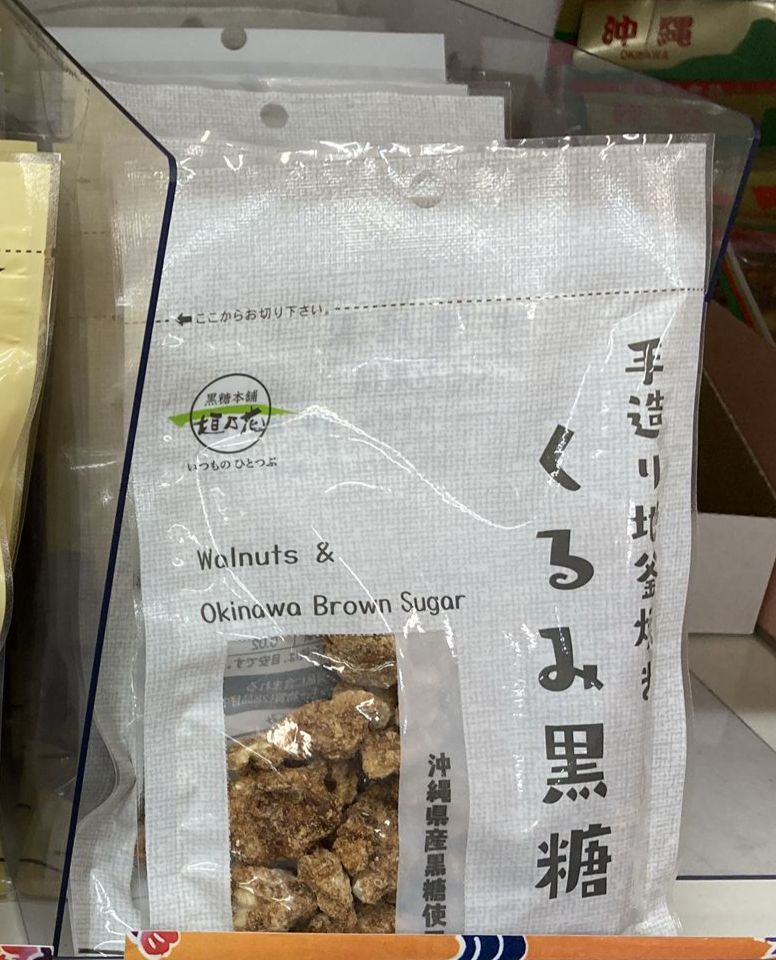 沖縄
OKINAWA
ここからお切り下さい。
黒糖本舗
垣乃花
いつもの ひとつぶ
手造り地釜焚き
くるみ黒糖
Walnuts &
Okinawa Brown Sugar
沖縄県産黒糖使